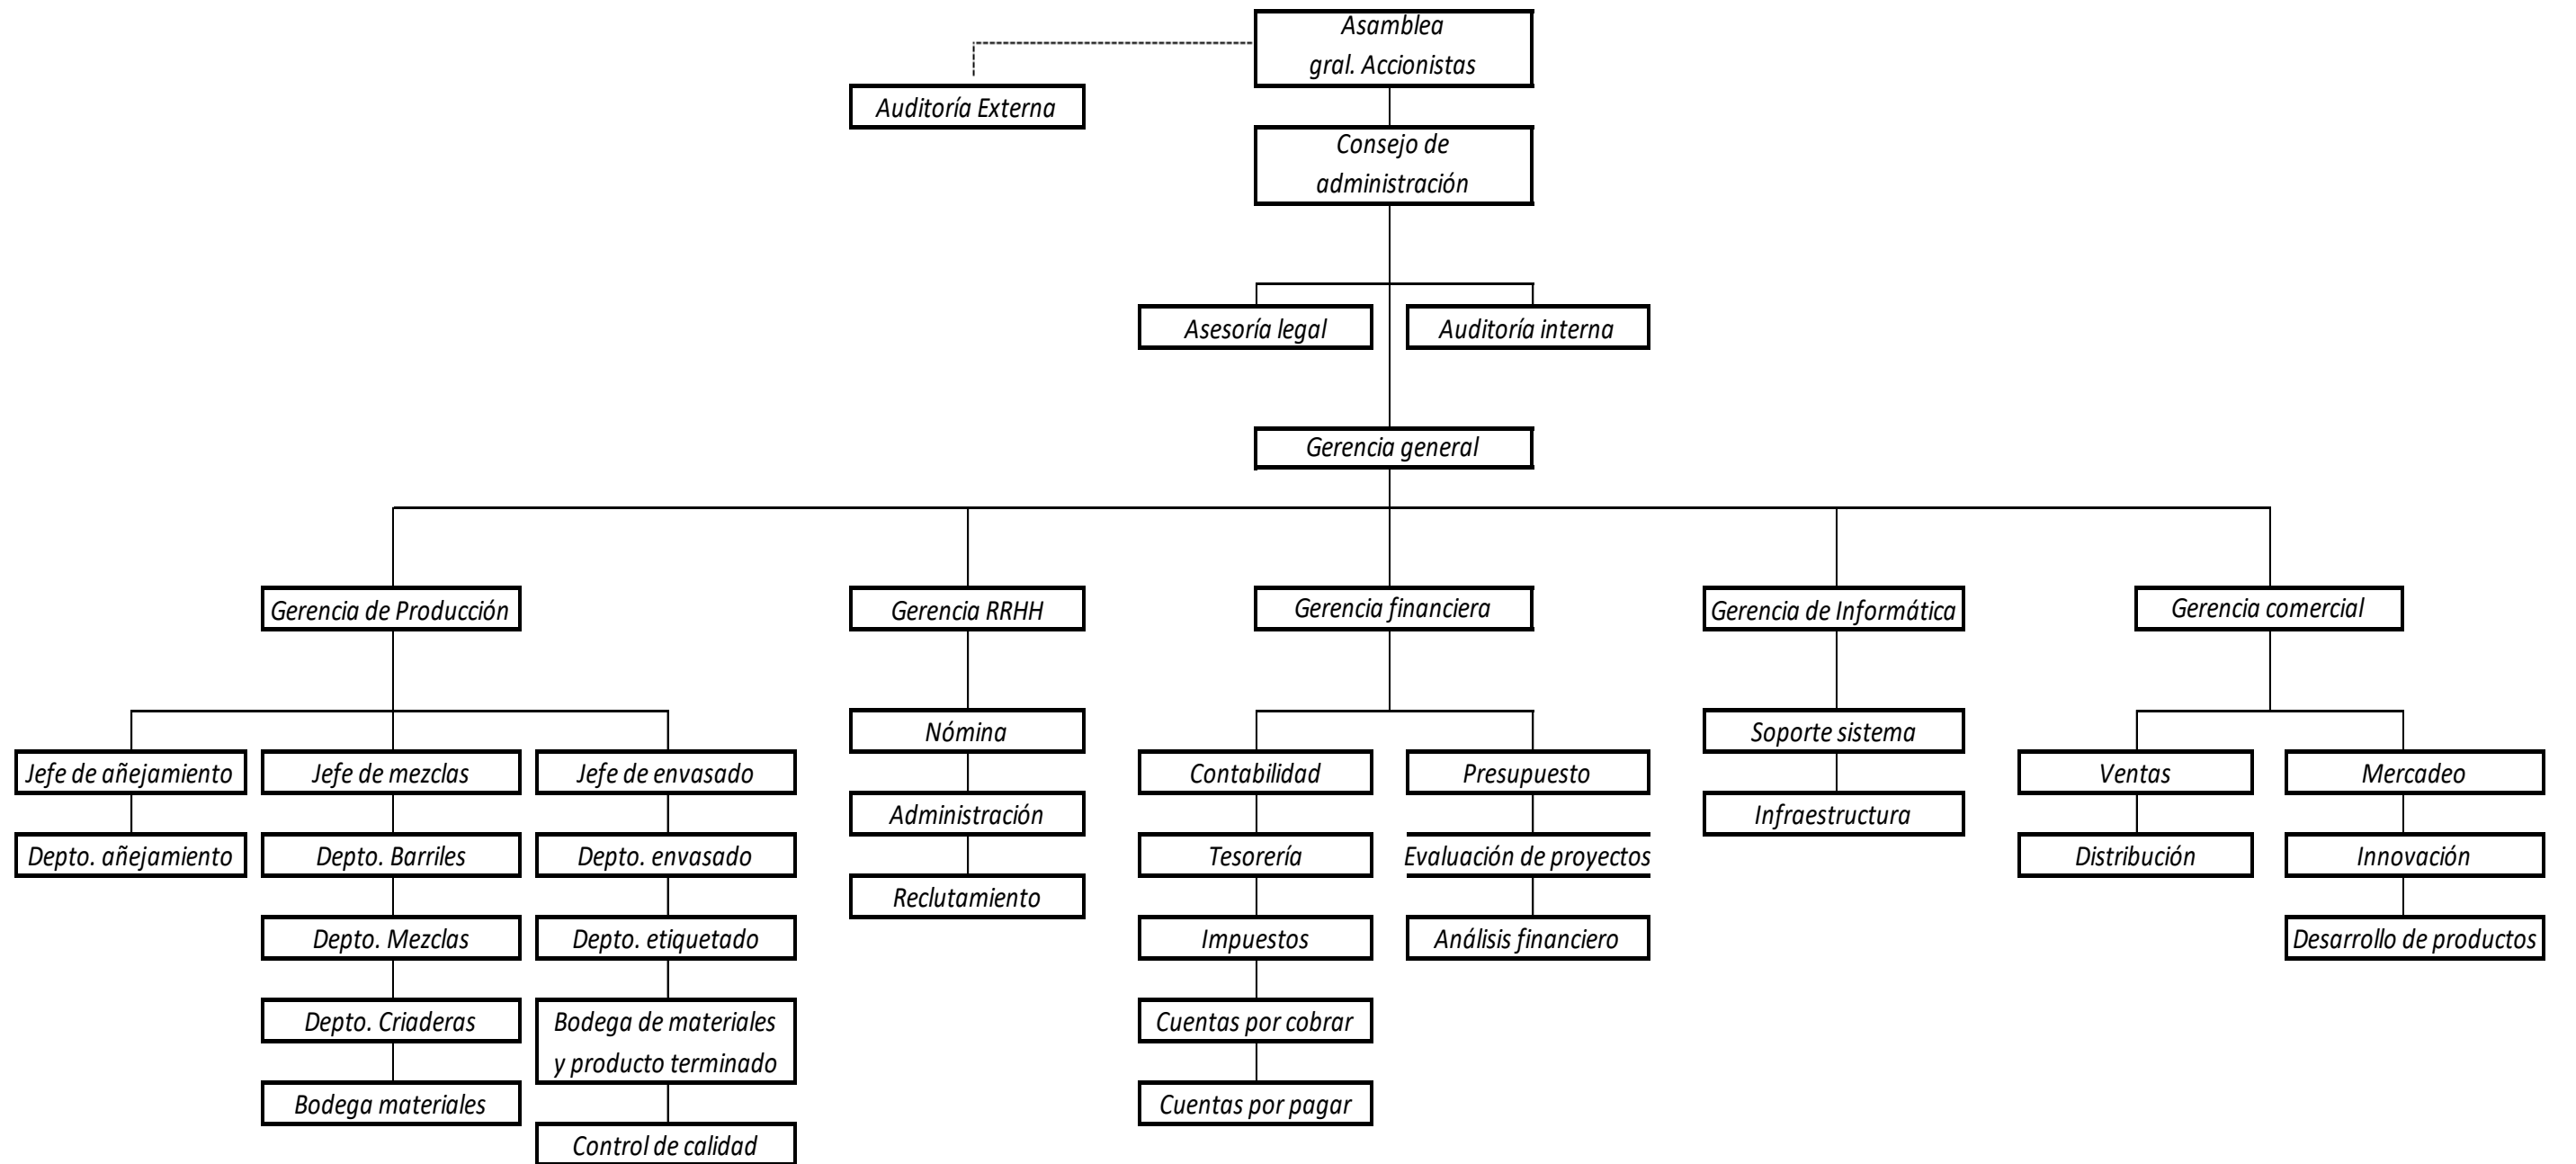 Asamblea
gral. Accionistas
Auditoría Externa
Consejo de
administración
Asesoría legal
Auditoría interna
Gerencia general
Gerencia de Producción
Gerencia RRHH
Gerencia financiera
Gerencia de Informática
Gerencia comercial
Jefe de añejamiento
Depto. añejamiento
Jefe de mezclas
Depto. Barriles
Depto. Mezclas
Depto. Criaderas
Bodega materiales
Jefe de envasado
Depto. envasado
Depto. etiquetado
Bodega de materiales
y producto terminado
Control de calidad
Nómina
Administración
Reclutamiento
Contabilidad
Tesorería
Impuestos
Cuentas por cobrar
Cuentas por pagar
Presupuesto
Evaluación de proyectos
Análisis financiero
Soporte sistema
Infraestructura
Ventas
Distribución
Mercadeo
Innovación
Desarrollo de productos